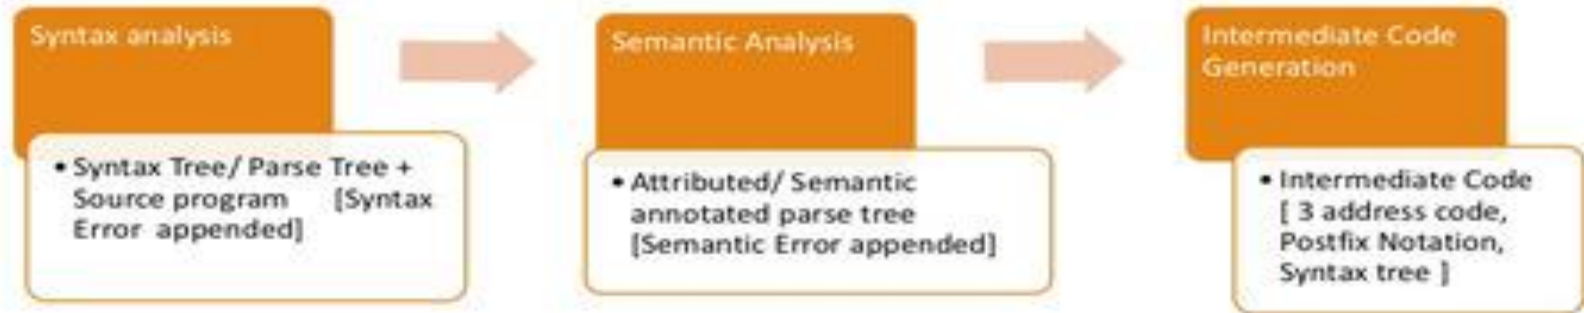 Syntax analysis
• Syntax Tree/ Parse Tree +
Source program [Syntax
Error appended]
Semantic Analysis
• Attributed/ Semantic
annotated parse tree
[Semantic Error appended]
Intermediate Code
Generation
• Intermediate Code
[ 3 address code,
Postfix Notation,
Syntax tree ]